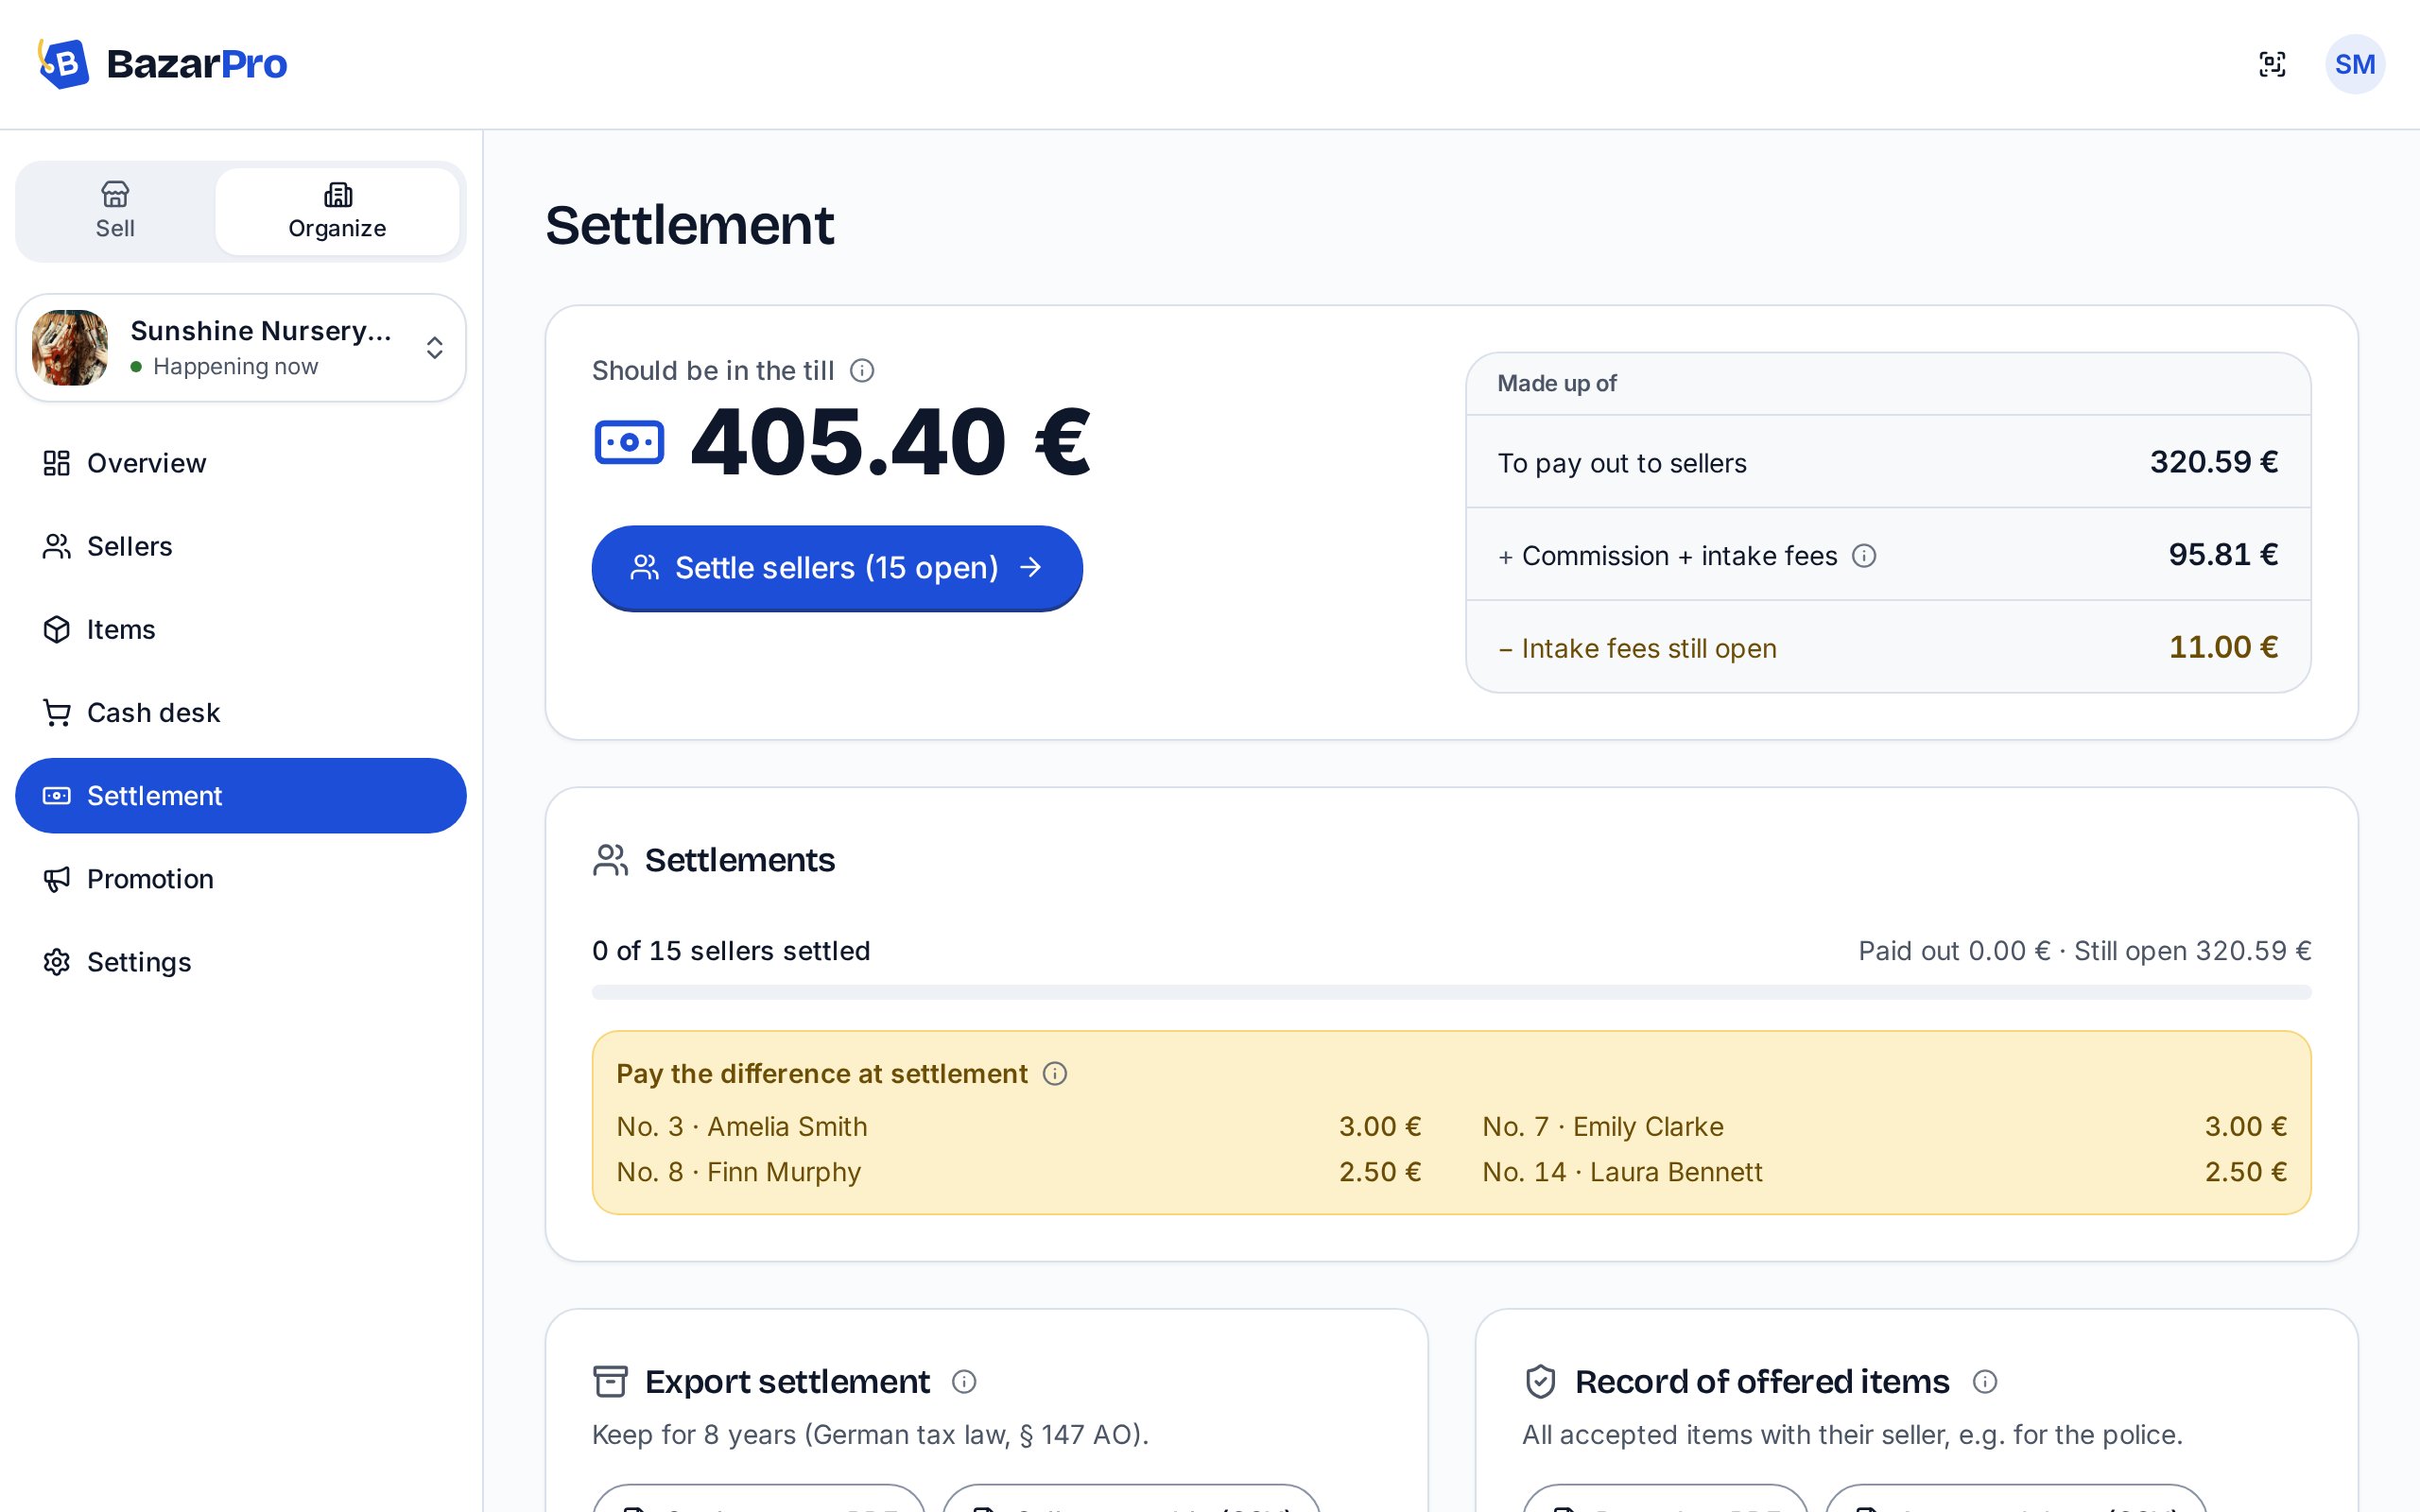 BazarPro
SM
Sell
Organize
Sunshine Nursery...
Happening now
Overview
Sellers
Items
Cash desk
Settlement
Promotion
Settings
Settlement
Should be in the till
405.40 €
Settle sellers (15 open)
Made up of
To pay out to sellers 320.59 €
+ Commission + intake fees 95.81 €
− Intake fees still open 11.00 €
Settlements
0 of 15 sellers settled
Paid out 0.00 € · Still open 320.59 €
Pay the difference at settlement
No. 3 · Amelia Smith 3.00 €
No. 7 · Emily Clarke 3.00 €
No. 8 · Finn Murphy 2.50 €
No. 14 · Laura Bennett 2.50 €
Export settlement
Keep for 8 years (German tax law, § 147 AO).
Record of offered items
All accepted items with their seller, e.g. for the police.